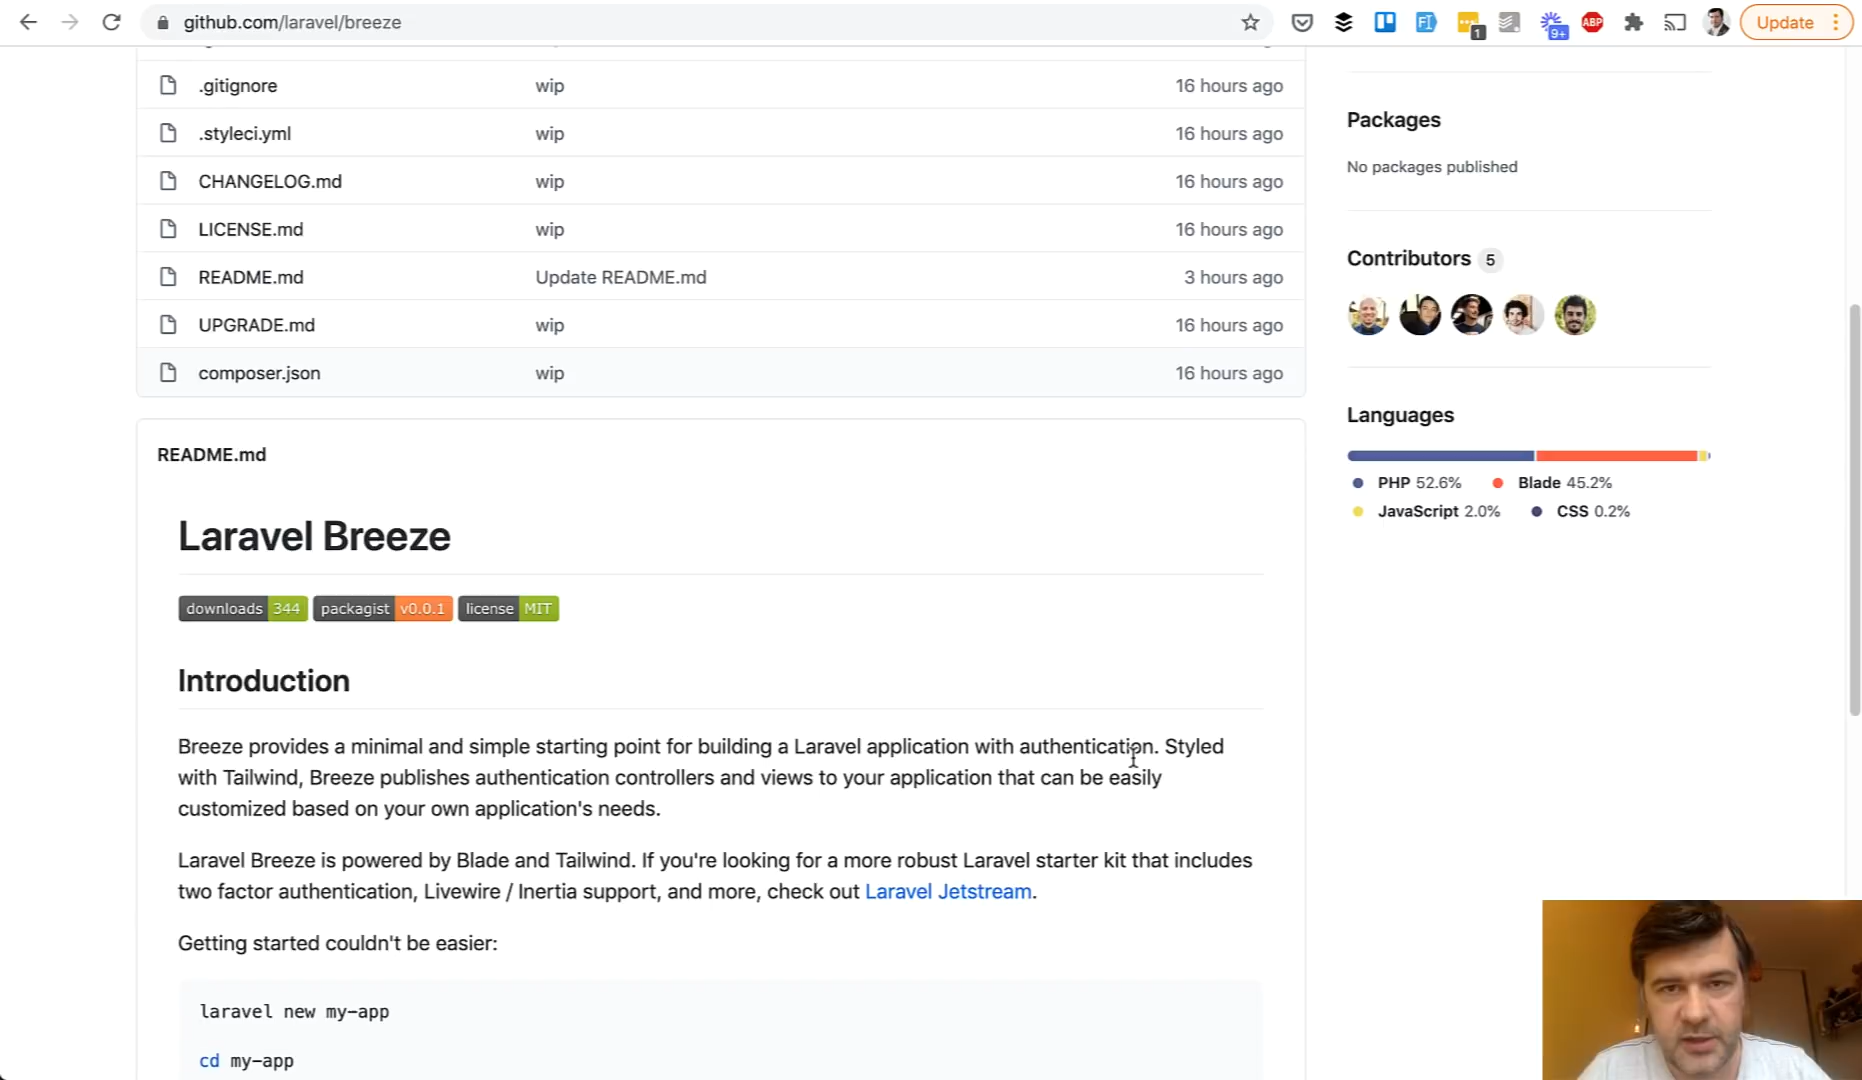 github.com/laravel/breeze
1
9+
ABP
Update
.gitignore wip 16 hours ago
.styleci.yml wip 16 hours ago
CHANGELOG.md wip 16 hours ago
LICENSE.md wip 16 hours ago
README.md Update README.md 3 hours ago
UPGRADE.md wip 16 hours ago
composer.json wip 16 hours ago
README.md
Laravel Breeze
downloads 344 packagist v0.0.1 license MIT
Introduction
Breeze provides a minimal and simple starting point for building a Laravel application with authentication. Styled
with Tailwind, Breeze publishes authentication controllers and views to your application that can be easily
customized based on your own application's needs.
Laravel Breeze is powered by Blade and Tailwind. If you're looking for a more robust Laravel starter kit that includes
two factor authentication, Livewire / Inertia support, and more, check out Laravel Jetstream.
Getting started couldn't be easier:
laravel new my-app
cd my-app
Packages
No packages published
Contributors 5
Languages
PHP 52.6% Blade 45.2%
JavaScript 2.0% CSS 0.2%